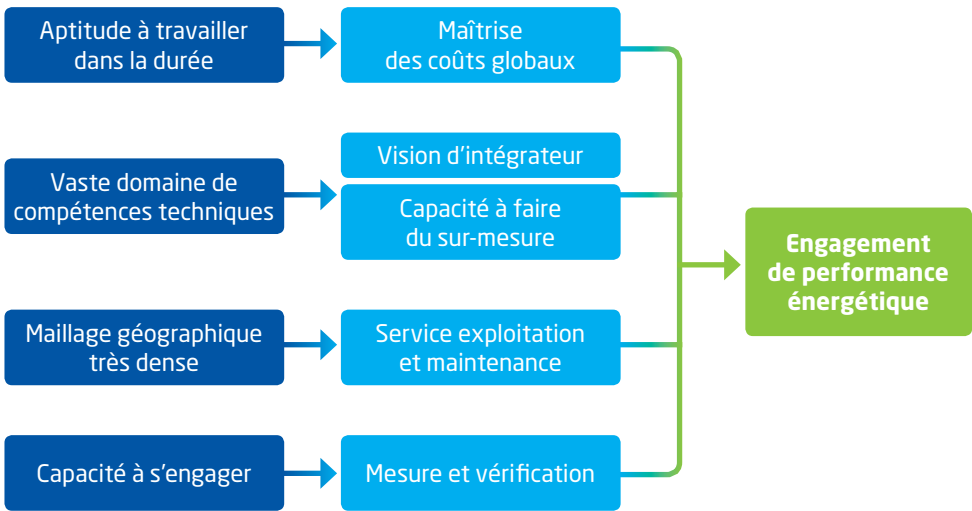 Aptitude à travailler
dans la durée
Maîtrise
des coûts globaux
Vaste domaine de
compétences techniques
Vision d'intégrateur
Capacité à faire
du sur-mesure
Maillage géographique
très dense
Service exploitation
et maintenance
Capacité à s'engager
Mesure et vérification
Engagement
de performance
énergétique